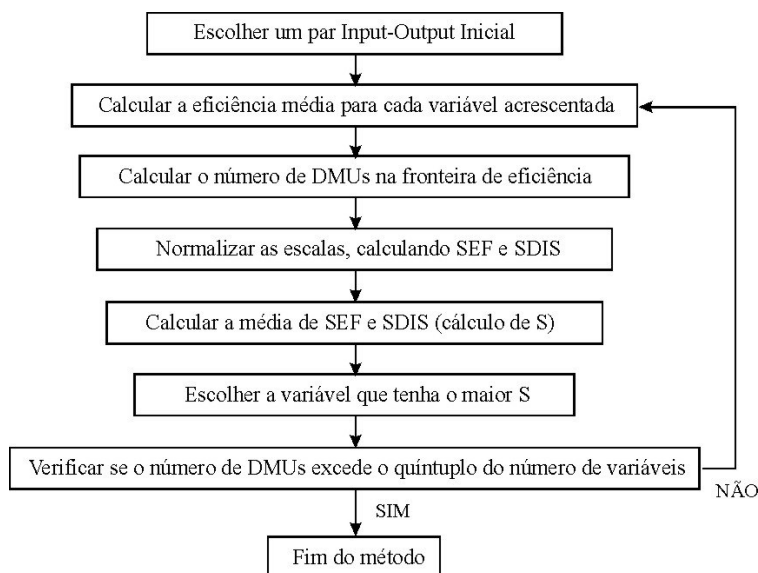 Escolher um par Input-Output Inicial
Calcular a eficiência média para cada variável acrescentada
Calcular o número de DMUs na fronteira de eficiência
Normalizar as escalas, calculando SEF e SDIS
Calcular a média de SEF e SDIS (cálculo de S)
Escolher a variável que tenha o maior S
Verificar se o número de DMUs excede o quíntuplo do número de variáveis
NÃO
SIM
Fim do método